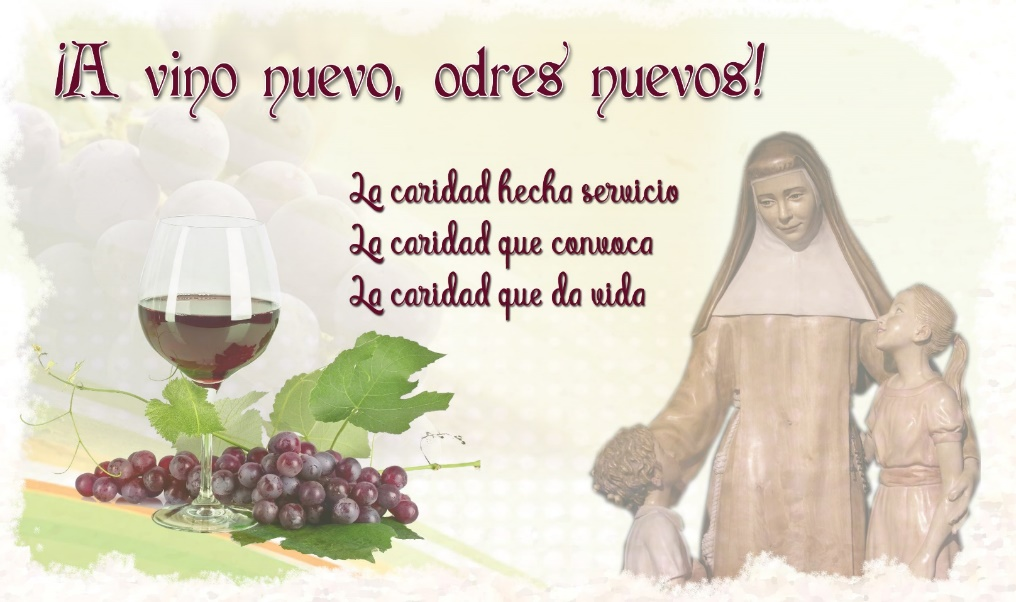 ¡A vino nuevo, odres nuevos!
La caridad hecha servicio
La caridad que convoca
La caridad que da vida